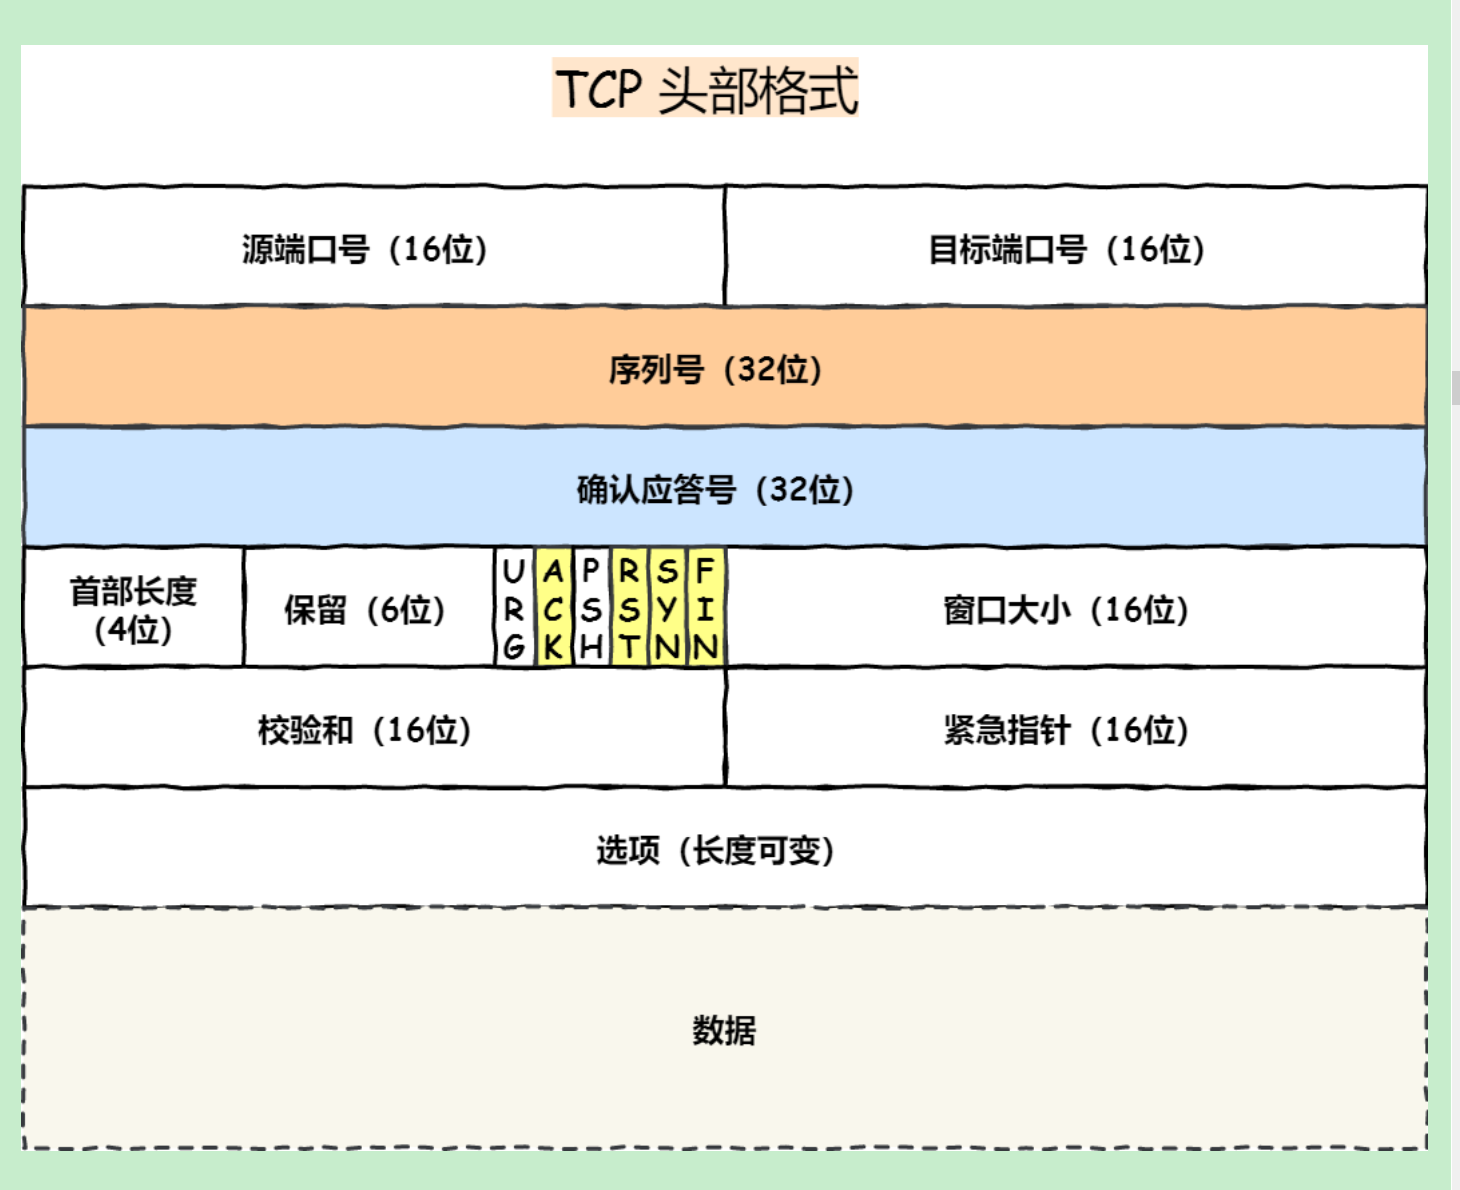 TCP 头部格式
源端口号（16位）
目标端口号（16位）
序列号（32位）
确认应答号（32位）
首部长度
（4位）
保留（6位）
URG
ACK
PSH
RST
SYN
FIN
窗口大小（16位）
校验和（16位）
紧急指针（16位）
选项（长度可变）
数据